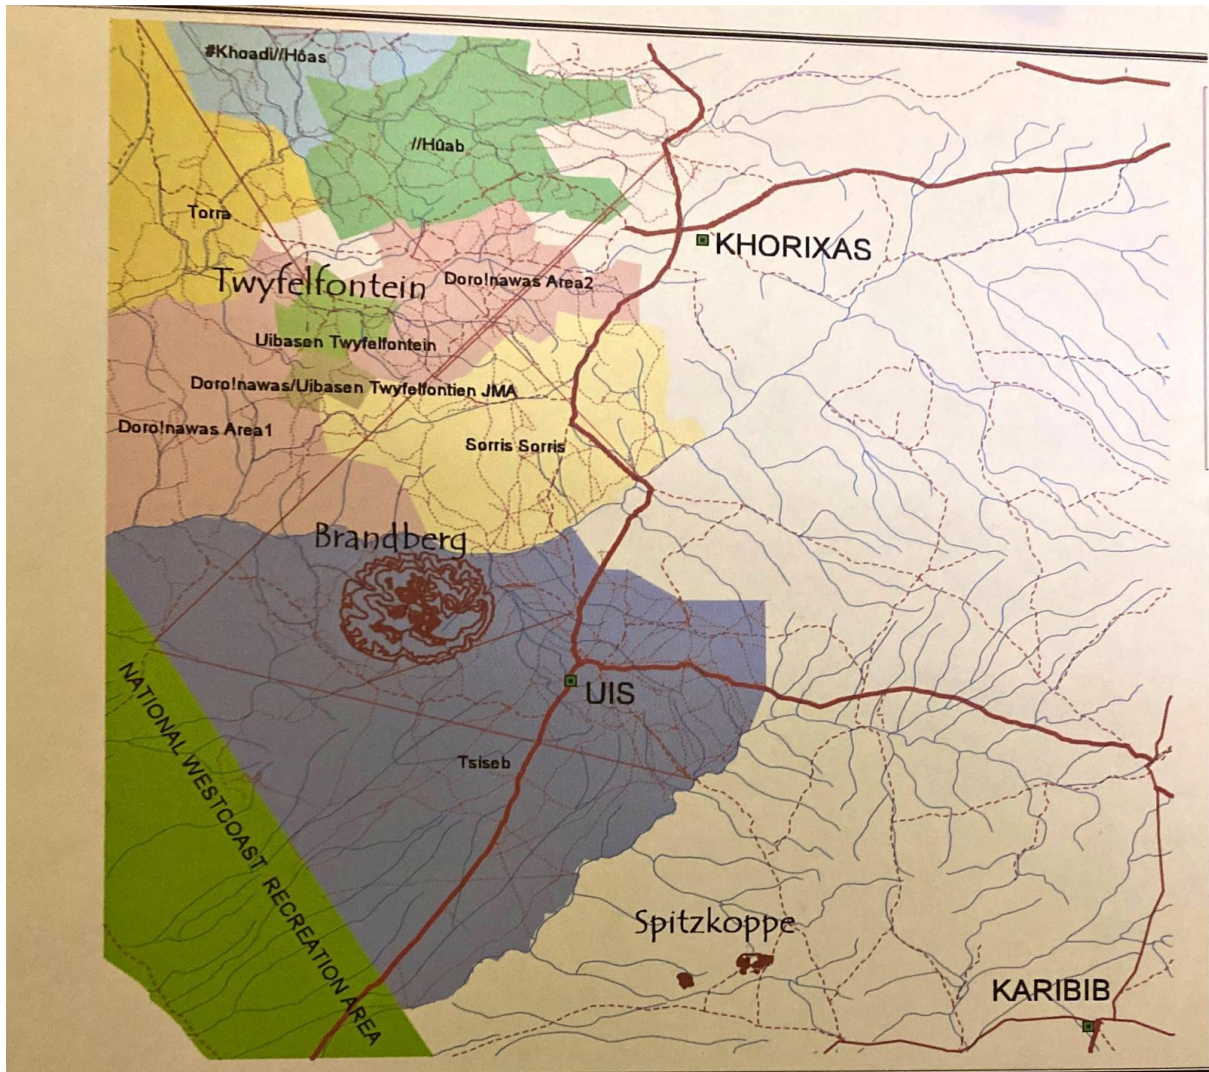 #Khoadi//Hôas
//Hûab
Torra
KHORIXAS
Twyfelfontein
Doro!nawas Area2
Uibasen Twyfelfontein
Doro!nawas/Uibasen Twyfelfontien JMA
Doro!nawas Area1
Sorris Sorris
Brandberg
UIS
NATIONAL WESTCOAST RECREATION AREA
Tsiseb
Spitzkoppe
KARIBIB